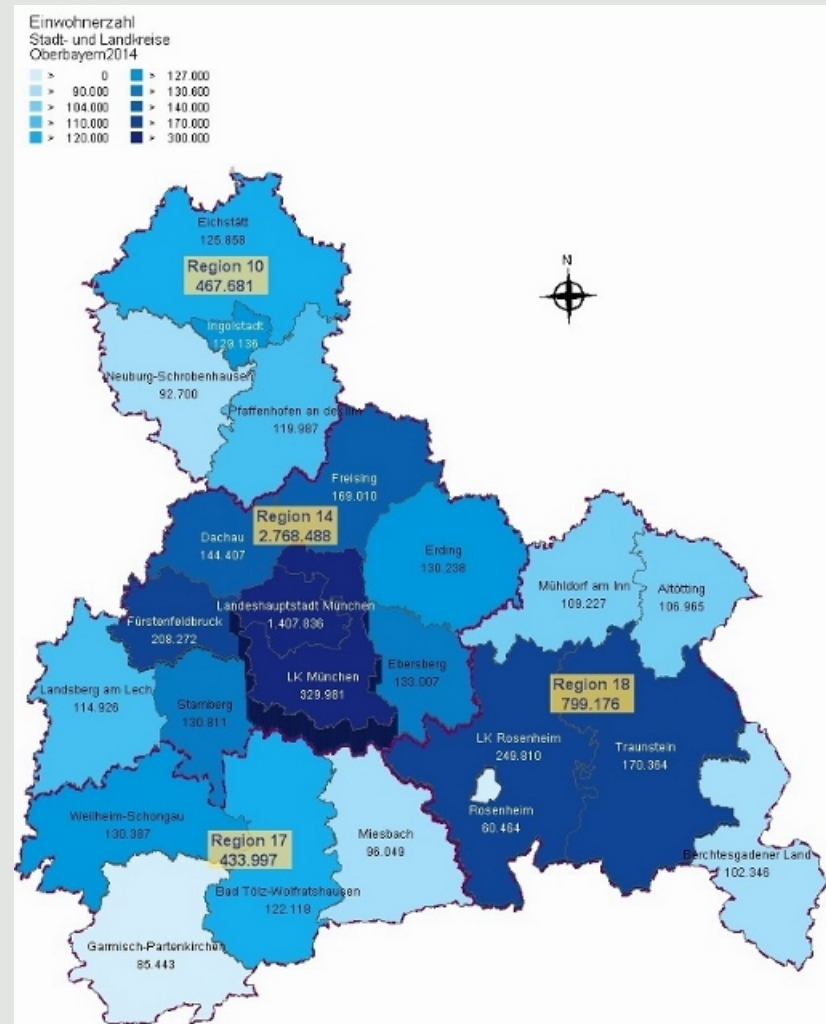 Einwohnerzahl
Stadt- und Landkreise
Oberbayern2014
> 0
> 90.000
> 104.000
> 110.000
> 120.000
> 127.000
> 130.600
> 140.000
> 170.000
> 300.000
N
Eichstätt
125.858
Region 10
467.681
Ingolstadt
129.136
Neuburg-Schrobenhausen
92.700
Pfaffenhofen an der Ilm
119.987
Freising
169.010
Region 14
2.768.488
Dachau
144.407
Erding
130.238
Mühldorf am Inn
109.227
Altötting
106.965
Landeshauptstadt München
1.407.836
Fürstenfeldbruck
208.272
Ebersberg
133.007
LK München
329.981
Landsberg am Lech
114.926
Starnberg
130.811
Region 18
799.176
LK Rosenheim
249.810
Traunstein
170.364
Rosenheim
60.464
Weilheim-Schongau
130.387
Miesbach
96.049
Region 17
433.997
Berchtesgadener Land
102.346
Bad Tölz-Wolfratshausen
122.118
Garmisch-Partenkirchen
85.443